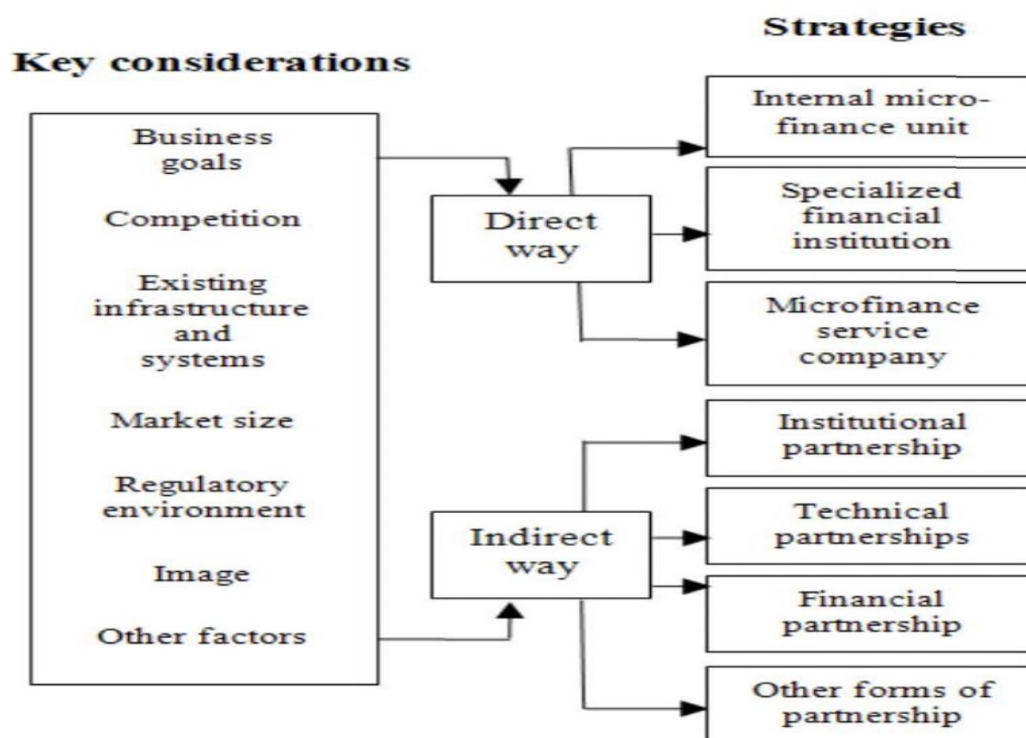 Key considerations
Business
goals
Competition
Existing
infrastructure
and
systems
Market size
Regulatory
environment
Image
Other factors
Direct
way
Indirect
way
Strategies
Internal micro-
finance unit
Specialized
financial
institution
Microfinance
service
company
Institutional
partnership
Technical
partnerships
Financial
partnership
Other forms of
partnership